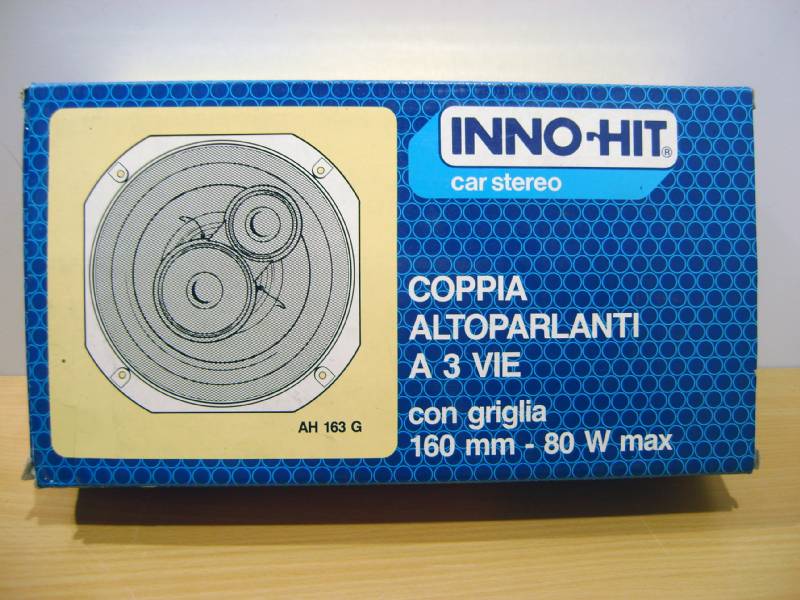 INNO-HIT®
car stereo
COPPIA
ALTOPARLANTI
A 3 VIE
con griglia
160 mm - 80 W max
AH 163 G